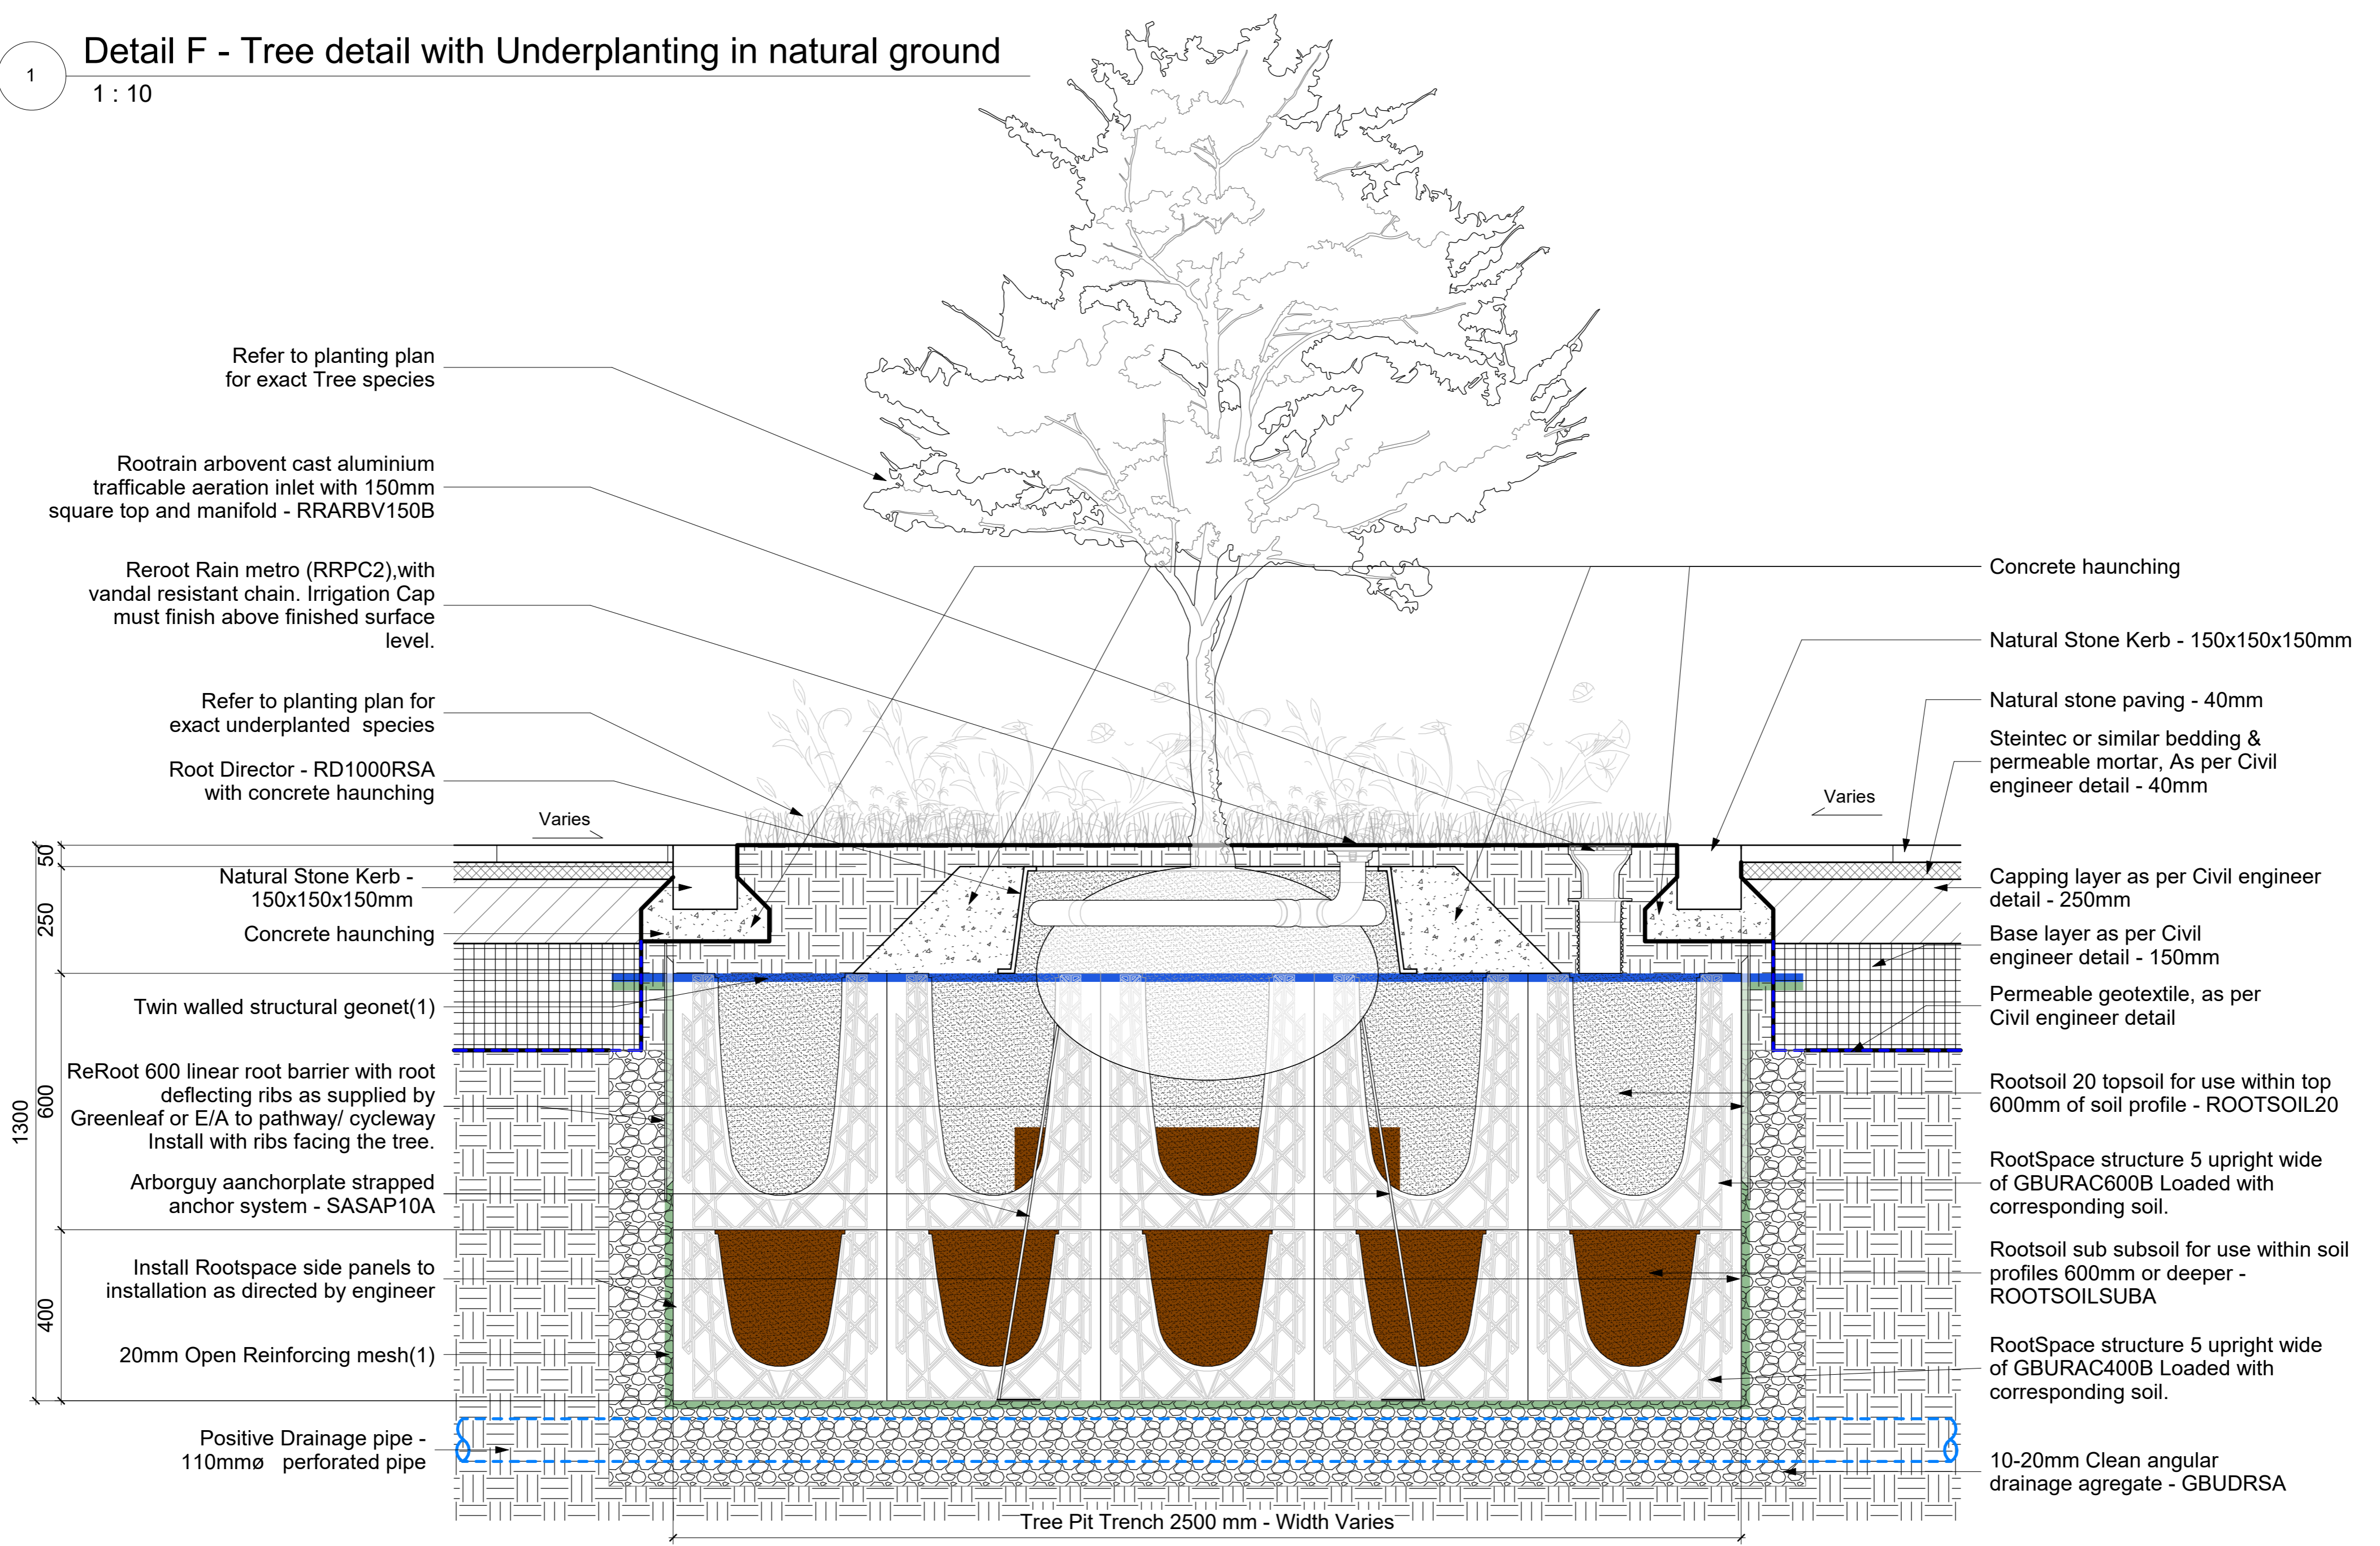 1
Detail F - Tree detail with Underplanting in natural ground
1 : 10
Refer to planting plan
for exact Tree species
Rootrain arbovent cast aluminium
trafficable aeration inlet with 150mm
square top and manifold - RRARBV150B
Reroot Rain metro (RRPC2),with
vandal resistant chain. Irrigation Cap
must finish above finished surface
level.
Refer to planting plan for
exact underplanted  species
Root Director - RD1000RSA
with concrete haunching
Varies
Natural Stone Kerb -
150x150x150mm
Concrete haunching
Twin walled structural geonet(1)
ReRoot 600 linear root barrier with root
deflecting ribs as supplied by
Greenleaf or E/A to pathway/ cycleway
Install with ribs facing the tree.
Arborguy aanchorplate strapped
anchor system - SASAP10A
Install Rootspace side panels to
installation as directed by engineer
20mm Open Reinforcing mesh(1)
Positive Drainage pipe -
110mmø   perforated pipe
50
250
600
400
1300
Concrete haunching
Natural Stone Kerb - 150x150x150mm
Natural stone paving - 40mm
Steintec or similar bedding &
permeable mortar, As per Civil
engineer detail - 40mm
Varies
Capping layer as per Civil engineer
detail - 250mm
Base layer as per Civil
engineer detail - 150mm
Permeable geotextile, as per
Civil engineer detail
Rootsoil 20 topsoil for use within top
600mm of soil profile - ROOTSOIL20
RootSpace structure 5 upright wide
of GBURAC600B Loaded with
corresponding soil.
Rootsoil sub subsoil for use within soil
profiles 600mm or deeper -
ROOTSOILSUBA
RootSpace structure 5 upright wide
of GBURAC400B Loaded with
corresponding soil.
10-20mm Clean angular
drainage agregate - GBUDRSA
Tree Pit Trench 2500 mm - Width Varies